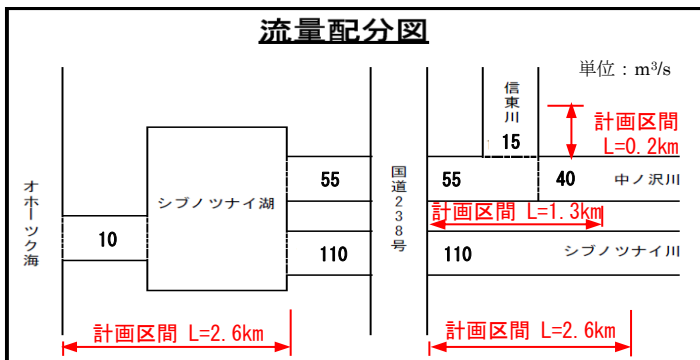 流量配分図
単位：m³/s
信東川
15
計画区間
L=0.2km
オホーツク海
10
シブノツナイ湖
55
110
国道238号
55
40
中ノ沢川
計画区間 L=1.3km
110
シブノツナイ川
計画区間 L=2.6km
計画区間 L=2.6km